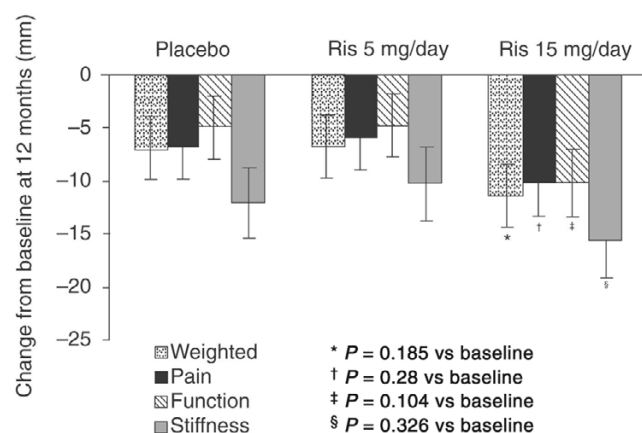 Placebo
Ris 5 mg/day
Ris 15 mg/day
Change from baseline at 12 months (mm)
0
–5
–10
–15
–20
–25
*
†
‡
§
Weighted
Pain
Function
Stiffness
* P = 0.185 vs baseline
† P = 0.28 vs baseline
‡ P = 0.104 vs baseline
§ P = 0.326 vs baseline